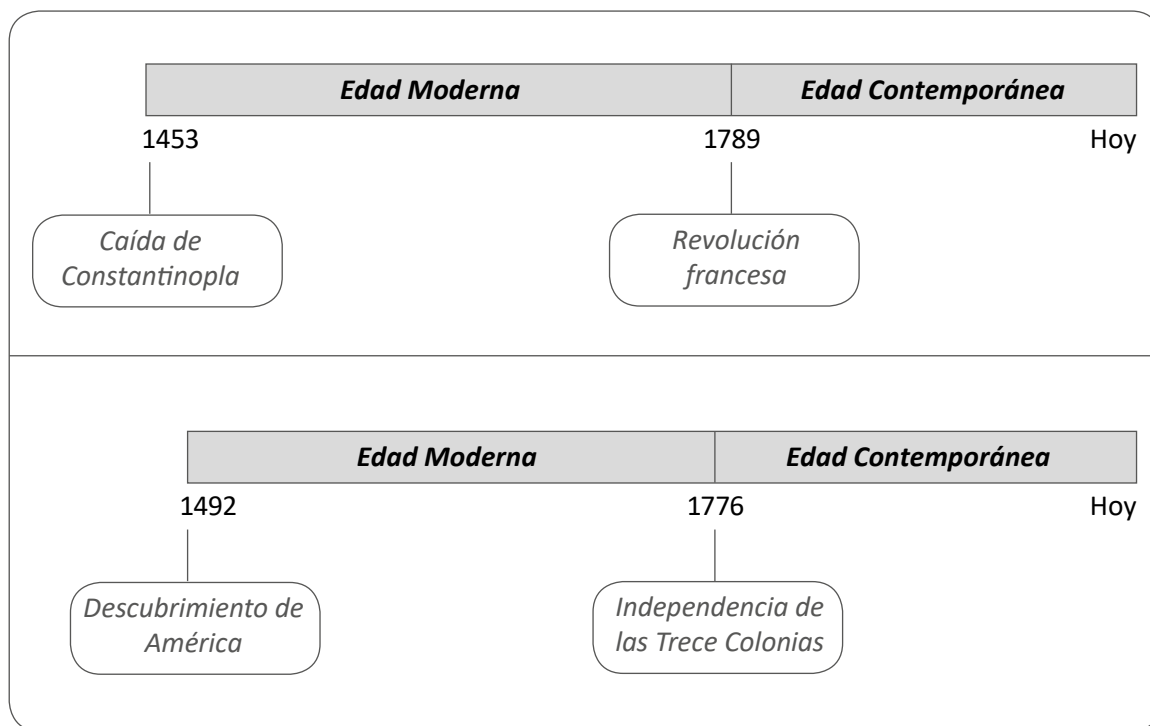 Edad Moderna Edad Contemporánea
1453 1789 Hoy
Caída de
Constantinopla
Revolución
francesa
Edad Moderna Edad Contemporánea
1492 1776 Hoy
Descubrimiento de
América
Independencia de
las Trece Colonias